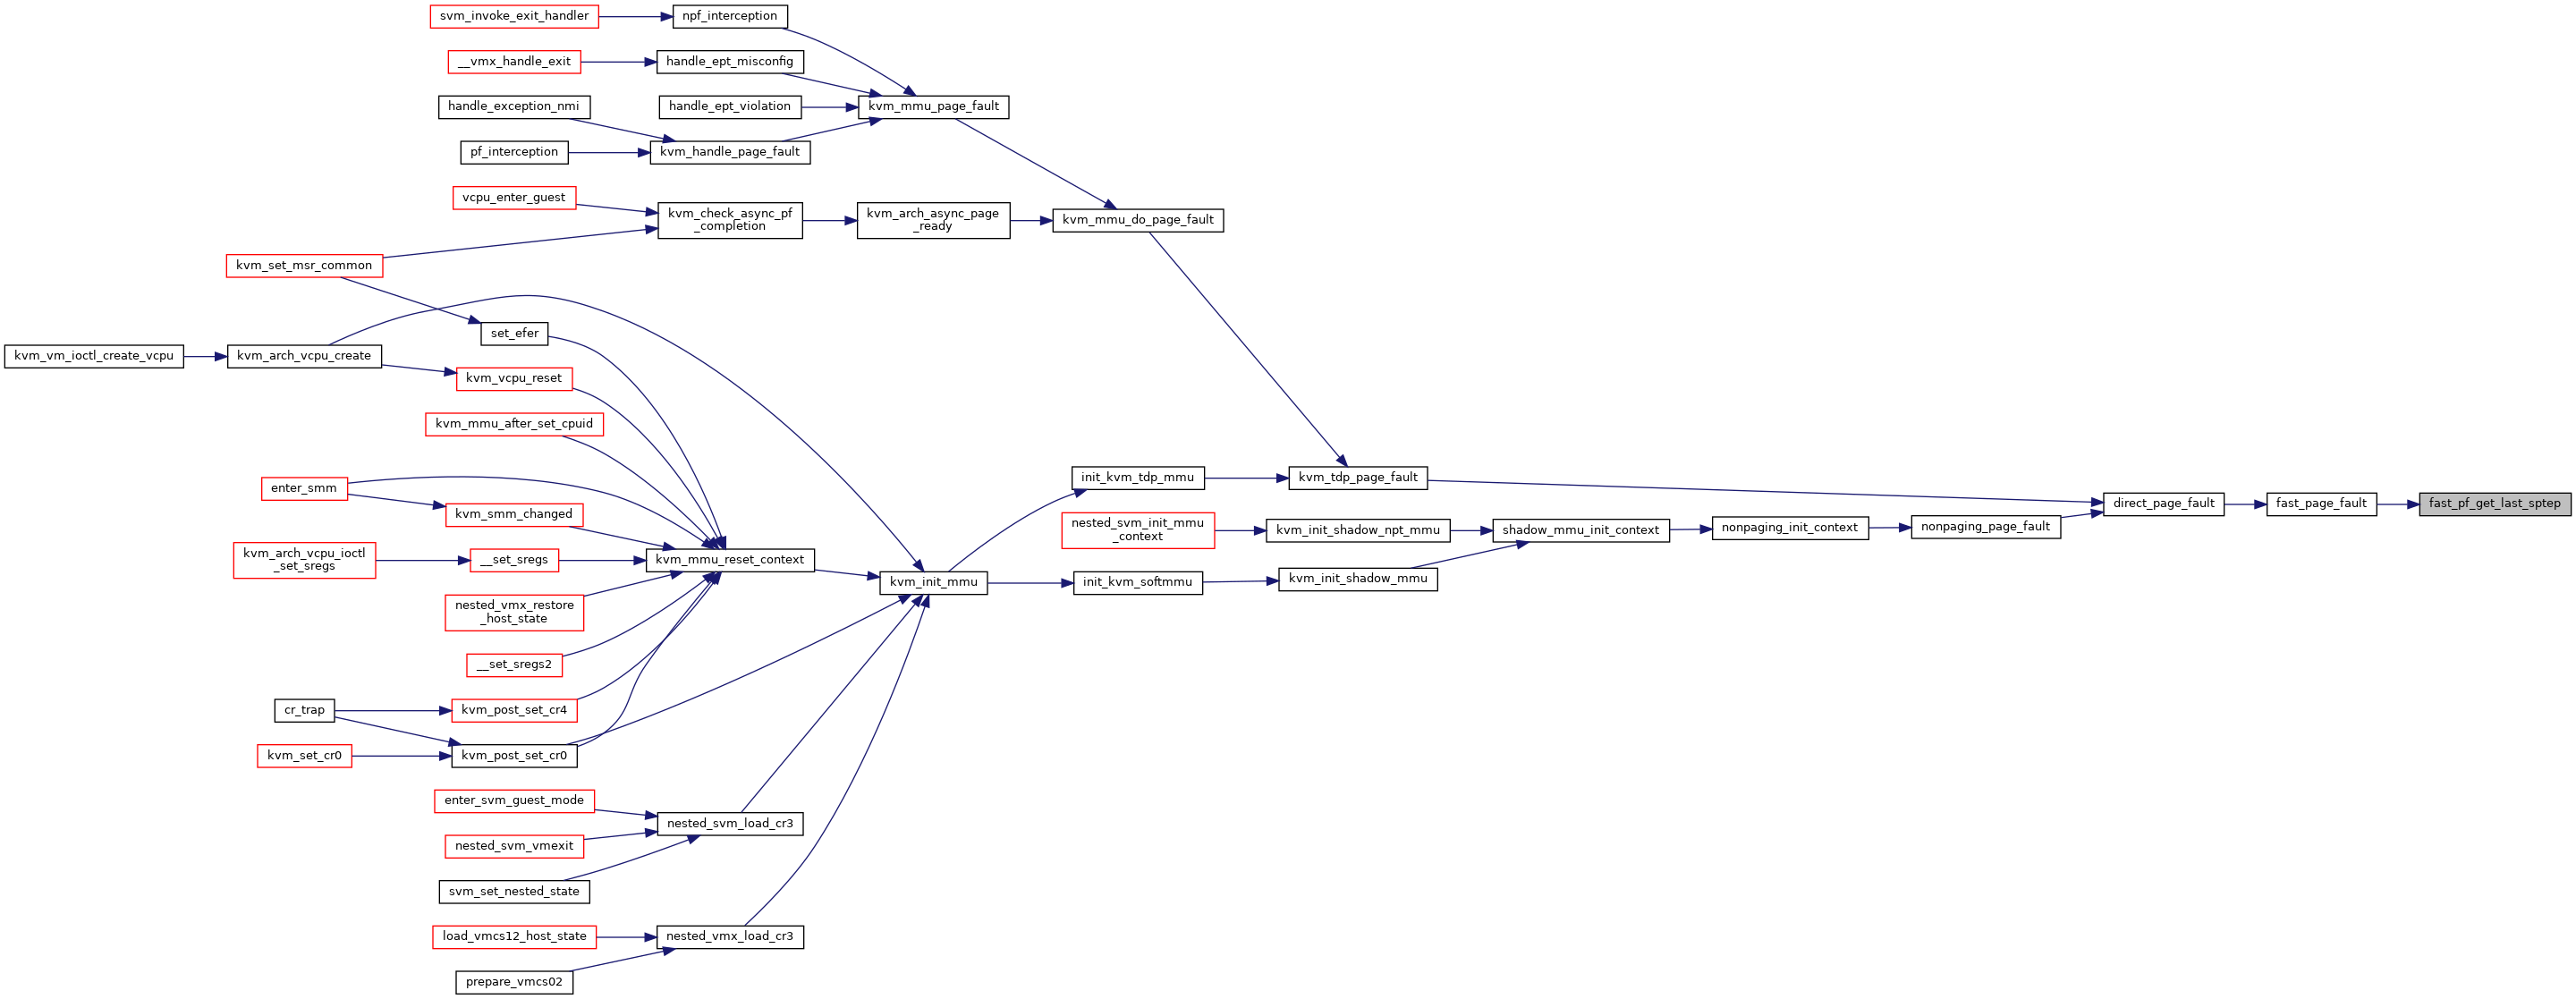 svm_invoke_exit_handler
npf_interception
__vmx_handle_exit
handle_ept_misconfig
handle_exception_nmi
handle_ept_violation
kvm_mmu_page_fault
pf_interception
kvm_handle_page_fault
vcpu_enter_guest
kvm_check_async_pf
_completion
kvm_arch_async_page
_ready
kvm_mmu_do_page_fault
kvm_set_msr_common
set_efer
kvm_vm_ioctl_create_vcpu
kvm_arch_vcpu_create
kvm_vcpu_reset
kvm_mmu_after_set_cpuid
enter_smm
kvm_smm_changed
init_kvm_tdp_mmu
kvm_tdp_page_fault
direct_page_fault
fast_page_fault
fast_pf_get_last_sptep
nested_svm_init_mmu
_context
kvm_init_shadow_npt_mmu
shadow_mmu_init_context
nonpaging_init_context
nonpaging_page_fault
kvm_arch_vcpu_ioctl
_set_sregs
__set_sregs
kvm_mmu_reset_context
kvm_init_mmu
init_kvm_softmmu
kvm_init_shadow_mmu
nested_vmx_restore
_host_state
__set_sregs2
cr_trap
kvm_post_set_cr4
kvm_set_cr0
kvm_post_set_cr0
enter_svm_guest_mode
nested_svm_load_cr3
nested_svm_vmexit
svm_set_nested_state
load_vmcs12_host_state
nested_vmx_load_cr3
prepare_vmcs02